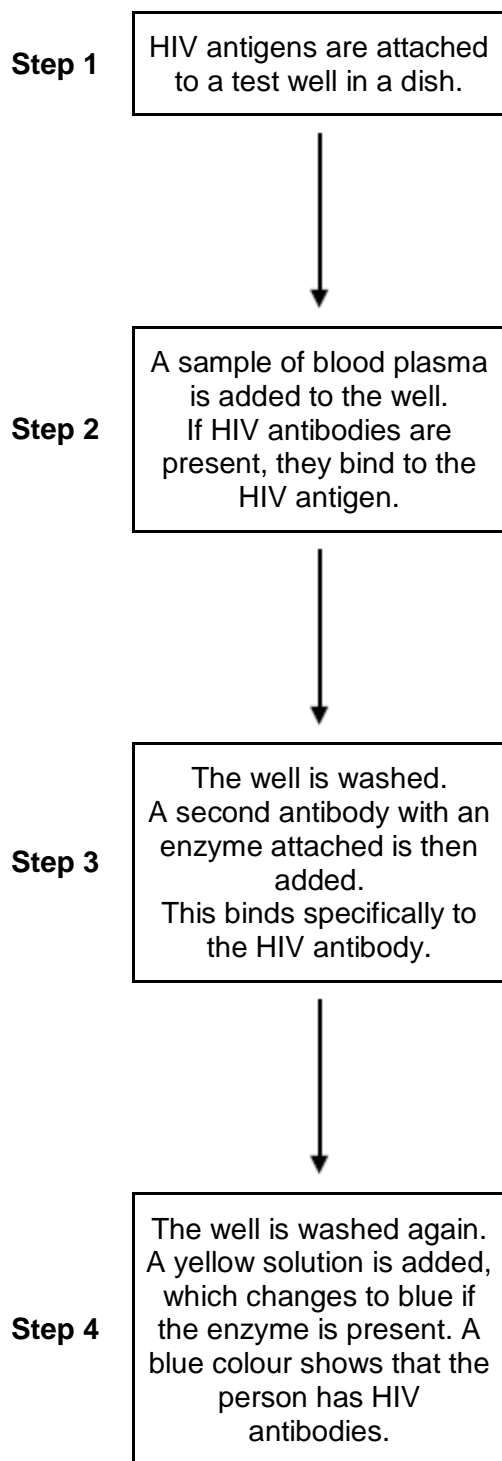 Step 1
HIV antigens are attached
to a test well in a dish.
Step 2
A sample of blood plasma
is added to the well.
If HIV antibodies are
present, they bind to the
HIV antigen.
Step 3
The well is washed.
A second antibody with an
enzyme attached is then
added.
This binds specifically to
the HIV antibody.
Step 4
The well is washed again.
A yellow solution is added,
which changes to blue if
the enzyme is present. A
blue colour shows that the
person has HIV
antibodies.